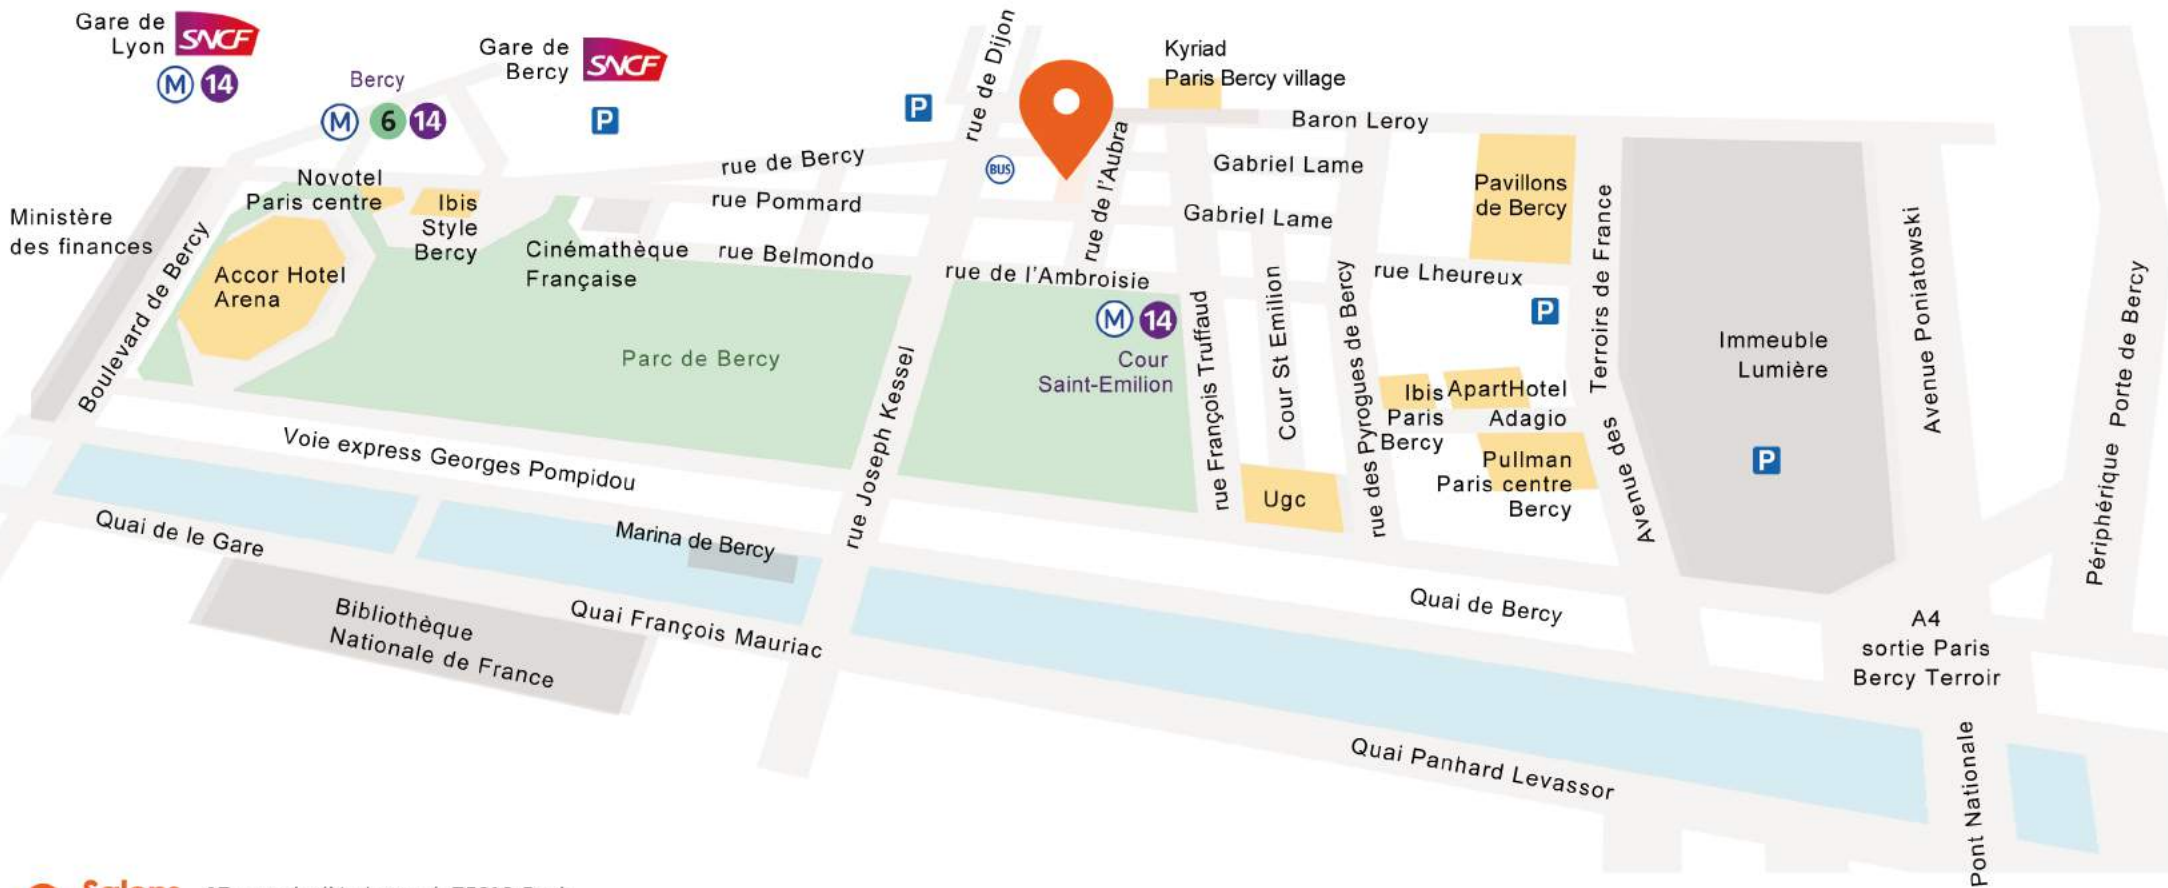 Gare de
Lyon
SNCF
M 14
Bercy
M 6 14
Gare de
Bercy
SNCF
P
P
rue de Dijon
Kyriad
Paris Bercy village
Baron Leroy
BUS
rue de l'Aubra
rue de Bercy
Gabriel Lame
Novotel
Paris centre
Ibis
Style
Bercy
rue Pommard
Gabriel Lame
Pavillons
de Bercy
Ministère
des finances
Boulevard de Bercy
Accor Hotel
Arena
Cinémathèque
Française
rue Belmondo
rue de l'Ambroisie
rue Lheureux
P
M 14
Cour
Saint-Emilion
Parc de Bercy
rue Joseph Kessel
rue François Truffaud
Cour St Emilion
rue des Pyrogues de Bercy
Ibis
Paris
Bercy
ApartHotel
Adagio
Pullman
Paris centre
Bercy
Avenue des Terroirs de France
Immeuble
Lumière
P
Avenue Poniatowski
Périphérique Porte de Bercy
Ugc
Voie express Georges Pompidou
Quai de le Gare
Marina de Bercy
Bibliothèque
Nationale de France
Quai François Mauriac
Quai de Bercy
A4
sortie Paris
Bercy Terroir
Quai Panhard Levassor
Pont Nationale